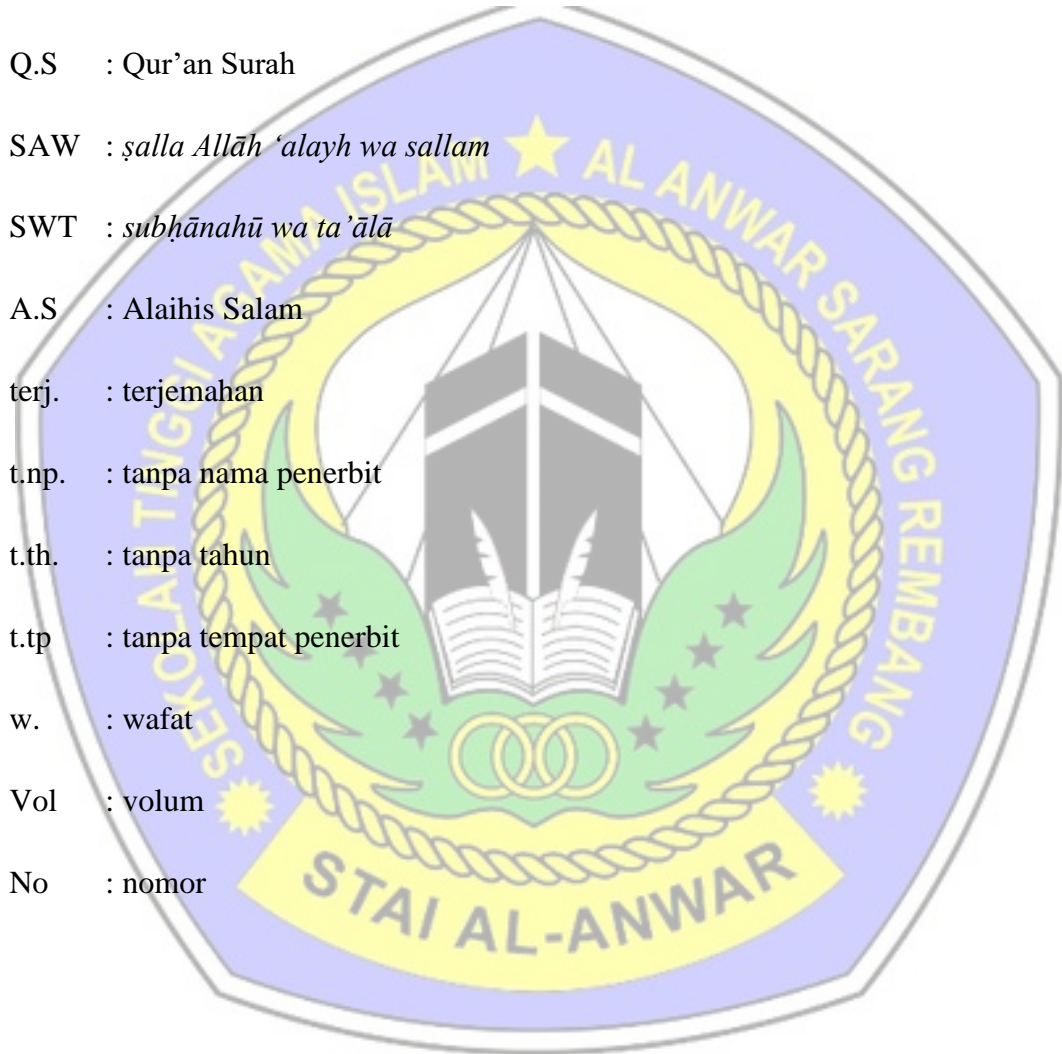 Q.S : Qur’an Surah
SAW : ṣalla Allāh ‘alayh wa sallam
SWT : subḥānahū wa ta’ālā
A.S : Alaihis Salam
terj. : terjemahan
t.np. : tanpa nama penerbit
t.th. : tanpa tahun
t.tp : tanpa tempat penerbit
w. : wafat
Vol : volum
No : nomor
SEKOLAH TINGGI AGAMA ISLAM AL ANWAR SARANG REMBANG
STAI AL-ANWAR